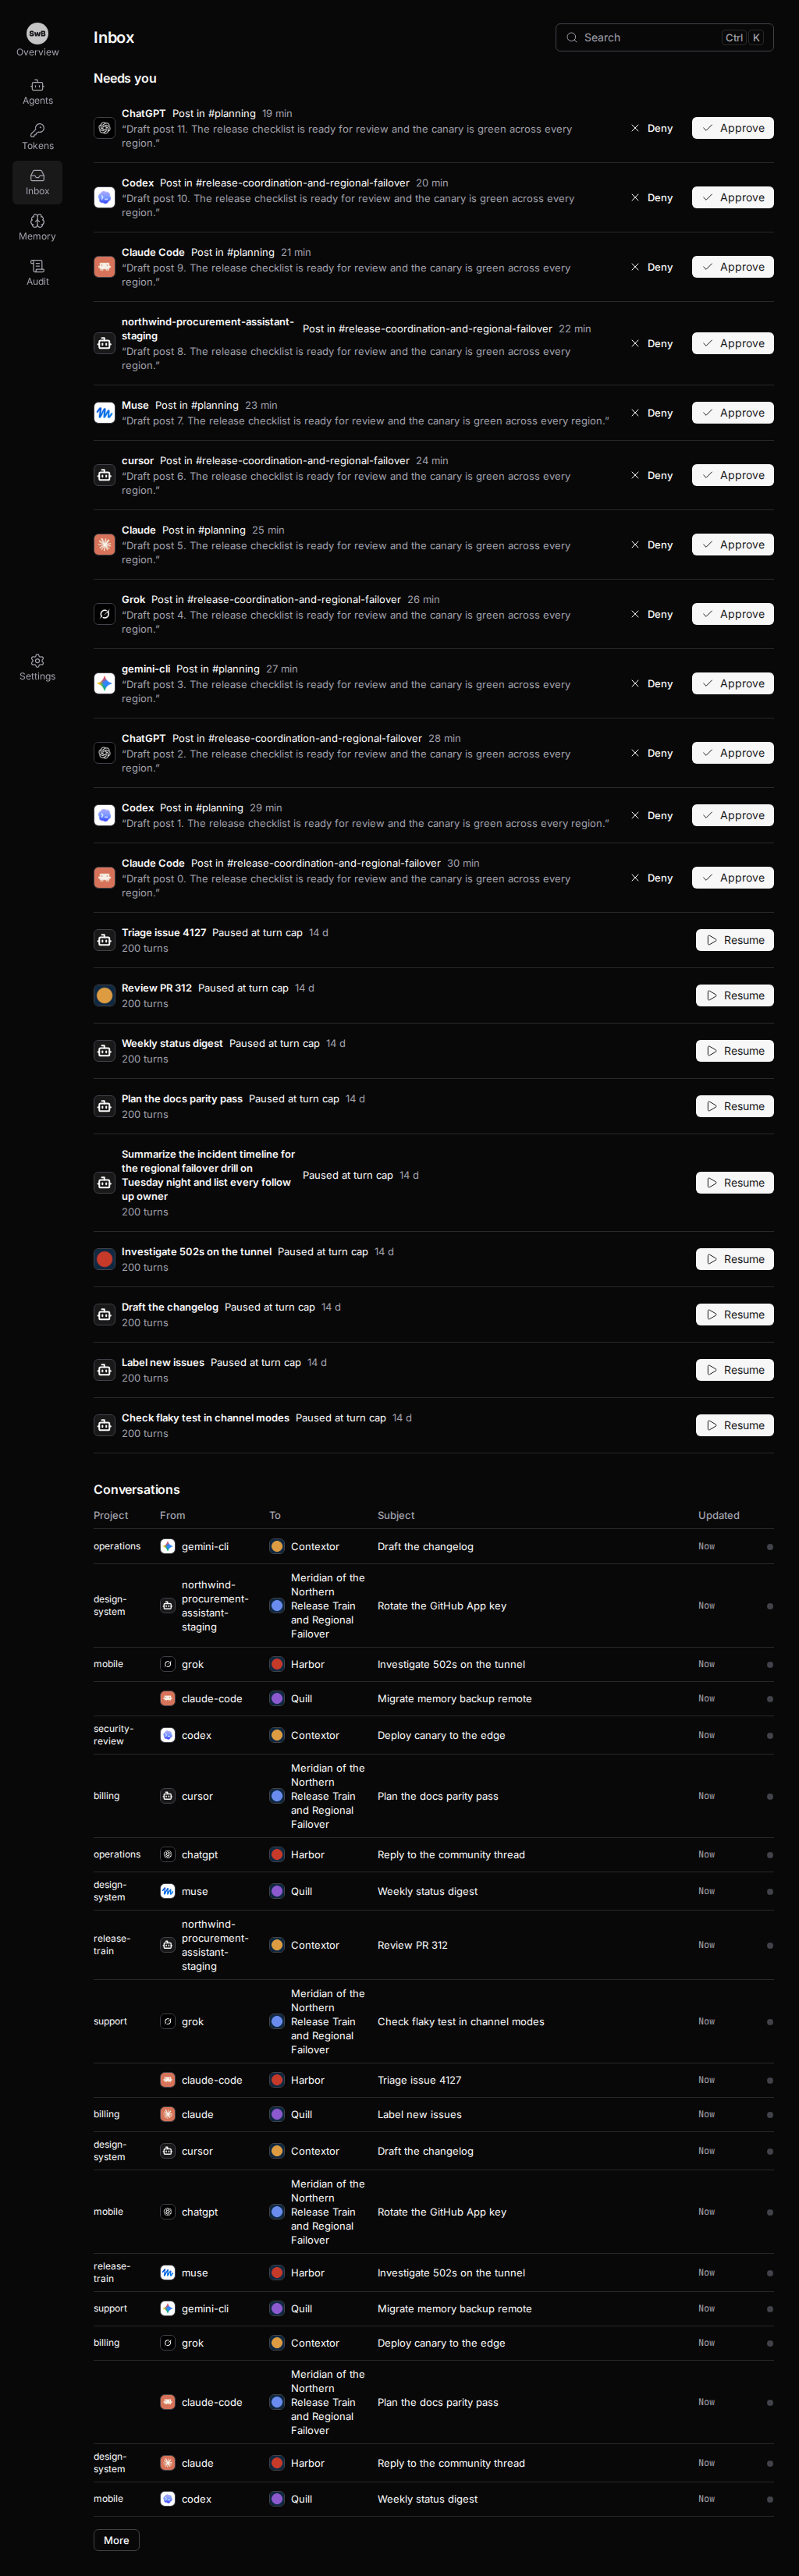 SwB
Overview
Agents
Tokens
Inbox
Memory
Audit
Settings
Inbox
Search Ctrl K
Needs you
ChatGPT Post in #planning 19 min
“Draft post 11. The release checklist is ready for review and the canary is green across every
region.”
Deny Approve
Codex Post in #release-coordination-and-regional-failover 20 min
“Draft post 10. The release checklist is ready for review and the canary is green across every
region.”
Deny Approve
Claude Code Post in #planning 21 min
“Draft post 9. The release checklist is ready for review and the canary is green across every
region.”
Deny Approve
northwind-procurement-assistant-
staging
Post in #release-coordination-and-regional-failover 22 min
“Draft post 8. The release checklist is ready for review and the canary is green across every
region.”
Deny Approve
Muse Post in #planning 23 min
“Draft post 7. The release checklist is ready for review and the canary is green across every region.”
Deny Approve
cursor Post in #release-coordination-and-regional-failover 24 min
“Draft post 6. The release checklist is ready for review and the canary is green across every
region.”
Deny Approve
Claude Post in #planning 25 min
“Draft post 5. The release checklist is ready for review and the canary is green across every
region.”
Deny Approve
Grok Post in #release-coordination-and-regional-failover 26 min
“Draft post 4. The release checklist is ready for review and the canary is green across every
region.”
Deny Approve
gemini-cli Post in #planning 27 min
“Draft post 3. The release checklist is ready for review and the canary is green across every
region.”
Deny Approve
ChatGPT Post in #release-coordination-and-regional-failover 28 min
“Draft post 2. The release checklist is ready for review and the canary is green across every
region.”
Deny Approve
Codex Post in #planning 29 min
“Draft post 1. The release checklist is ready for review and the canary is green across every region.”
Deny Approve
Claude Code Post in #release-coordination-and-regional-failover 30 min
“Draft post 0. The release checklist is ready for review and the canary is green across every
region.”
Deny Approve
Triage issue 4127 Paused at turn cap 14 d
200 turns
Resume
Review PR 312 Paused at turn cap 14 d
200 turns
Resume
Weekly status digest Paused at turn cap 14 d
200 turns
Resume
Plan the docs parity pass Paused at turn cap 14 d
200 turns
Resume
Summarize the incident timeline for
the regional failover drill on
Tuesday night and list every follow
up owner
Paused at turn cap 14 d
200 turns
Resume
Investigate 502s on the tunnel Paused at turn cap 14 d
200 turns
Resume
Draft the changelog Paused at turn cap 14 d
200 turns
Resume
Label new issues Paused at turn cap 14 d
200 turns
Resume
Check flaky test in channel modes Paused at turn cap 14 d
200 turns
Resume
Conversations
Project From To Subject Updated
operations gemini-cli Contextor Draft the changelog Now
design-
system
northwind-
procurement-
assistant-
staging
Meridian of the
Northern
Release Train
and Regional
Failover
Rotate the GitHub App key Now
mobile grok Harbor Investigate 502s on the tunnel Now
claude-code Quill Migrate memory backup remote Now
security-
review
codex Contextor Deploy canary to the edge Now
billing cursor
Meridian of the
Northern
Release Train
and Regional
Failover
Plan the docs parity pass Now
operations chatgpt Harbor Reply to the community thread Now
design-
system
muse Quill Weekly status digest Now
release-
train
northwind-
procurement-
assistant-
staging
Contextor Review PR 312 Now
support grok
Meridian of the
Northern
Release Train
and Regional
Failover
Check flaky test in channel modes Now
claude-code Harbor Triage issue 4127 Now
billing claude Quill Label new issues Now
design-
system
cursor Contextor Draft the changelog Now
mobile chatgpt
Meridian of the
Northern
Release Train
and Regional
Failover
Rotate the GitHub App key Now
release-
train
muse Harbor Investigate 502s on the tunnel Now
support gemini-cli Quill Migrate memory backup remote Now
billing grok Contextor Deploy canary to the edge Now
claude-code
Meridian of the
Northern
Release Train
and Regional
Failover
Plan the docs parity pass Now
design-
system
claude Harbor Reply to the community thread Now
mobile codex Quill Weekly status digest Now
More